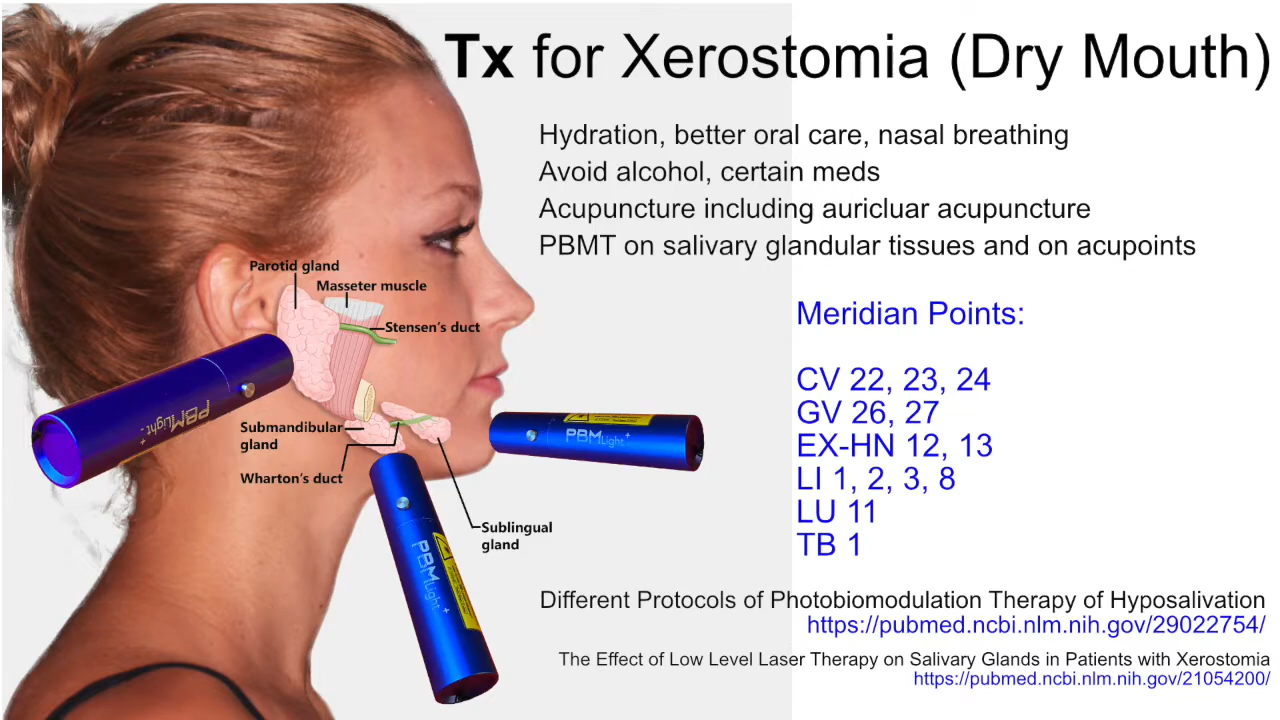 Tx for Xerostomia (Dry Mouth)
Hydration, better oral care, nasal breathing
Avoid alcohol, certain meds
Acupuncture including auricluar acupuncture
PBMT on salivary glandular tissues and on acupoints
Parotid gland
Masseter muscle
Stensen's duct
Submandibular
gland
Wharton's duct
Sublingual
gland
PBMLight+
PBMLight+
PBMLight+
Meridian Points:
CV 22, 23, 24
GV 26, 27
EX-HN 12, 13
LI 1, 2, 3, 8
LU 11
TB 1
Different Protocols of Photobiomodulation Therapy of Hyposalivation
https://pubmed.ncbi.nlm.nih.gov/29022754/
The Effect of Low Level Laser Therapy on Salivary Glands in Patients with Xerostomia
https://pubmed.ncbi.nlm.nih.gov/21054200/